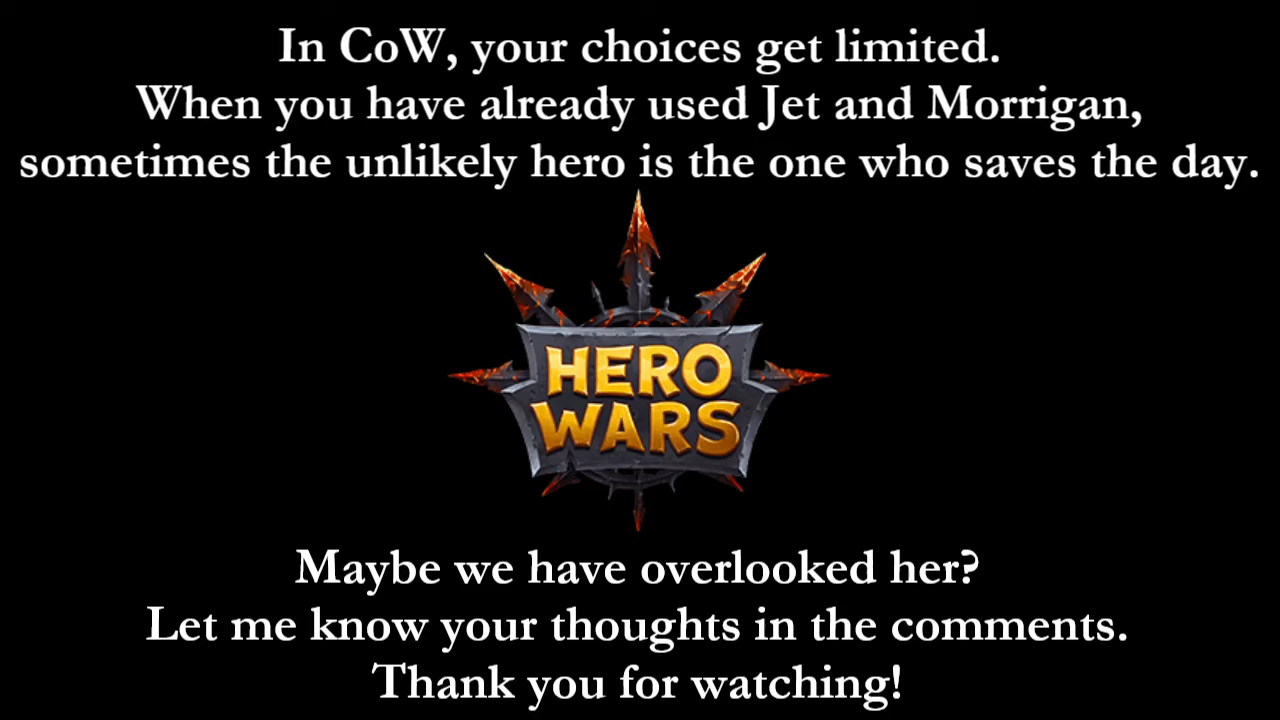 In CoW, your choices get limited.
When you have already used Jet and Morrigan,
sometimes the unlikely hero is the one who saves the day.
HERO
WARS
Maybe we have overlooked her?
Let me know your thoughts in the comments.
Thank you for watching!